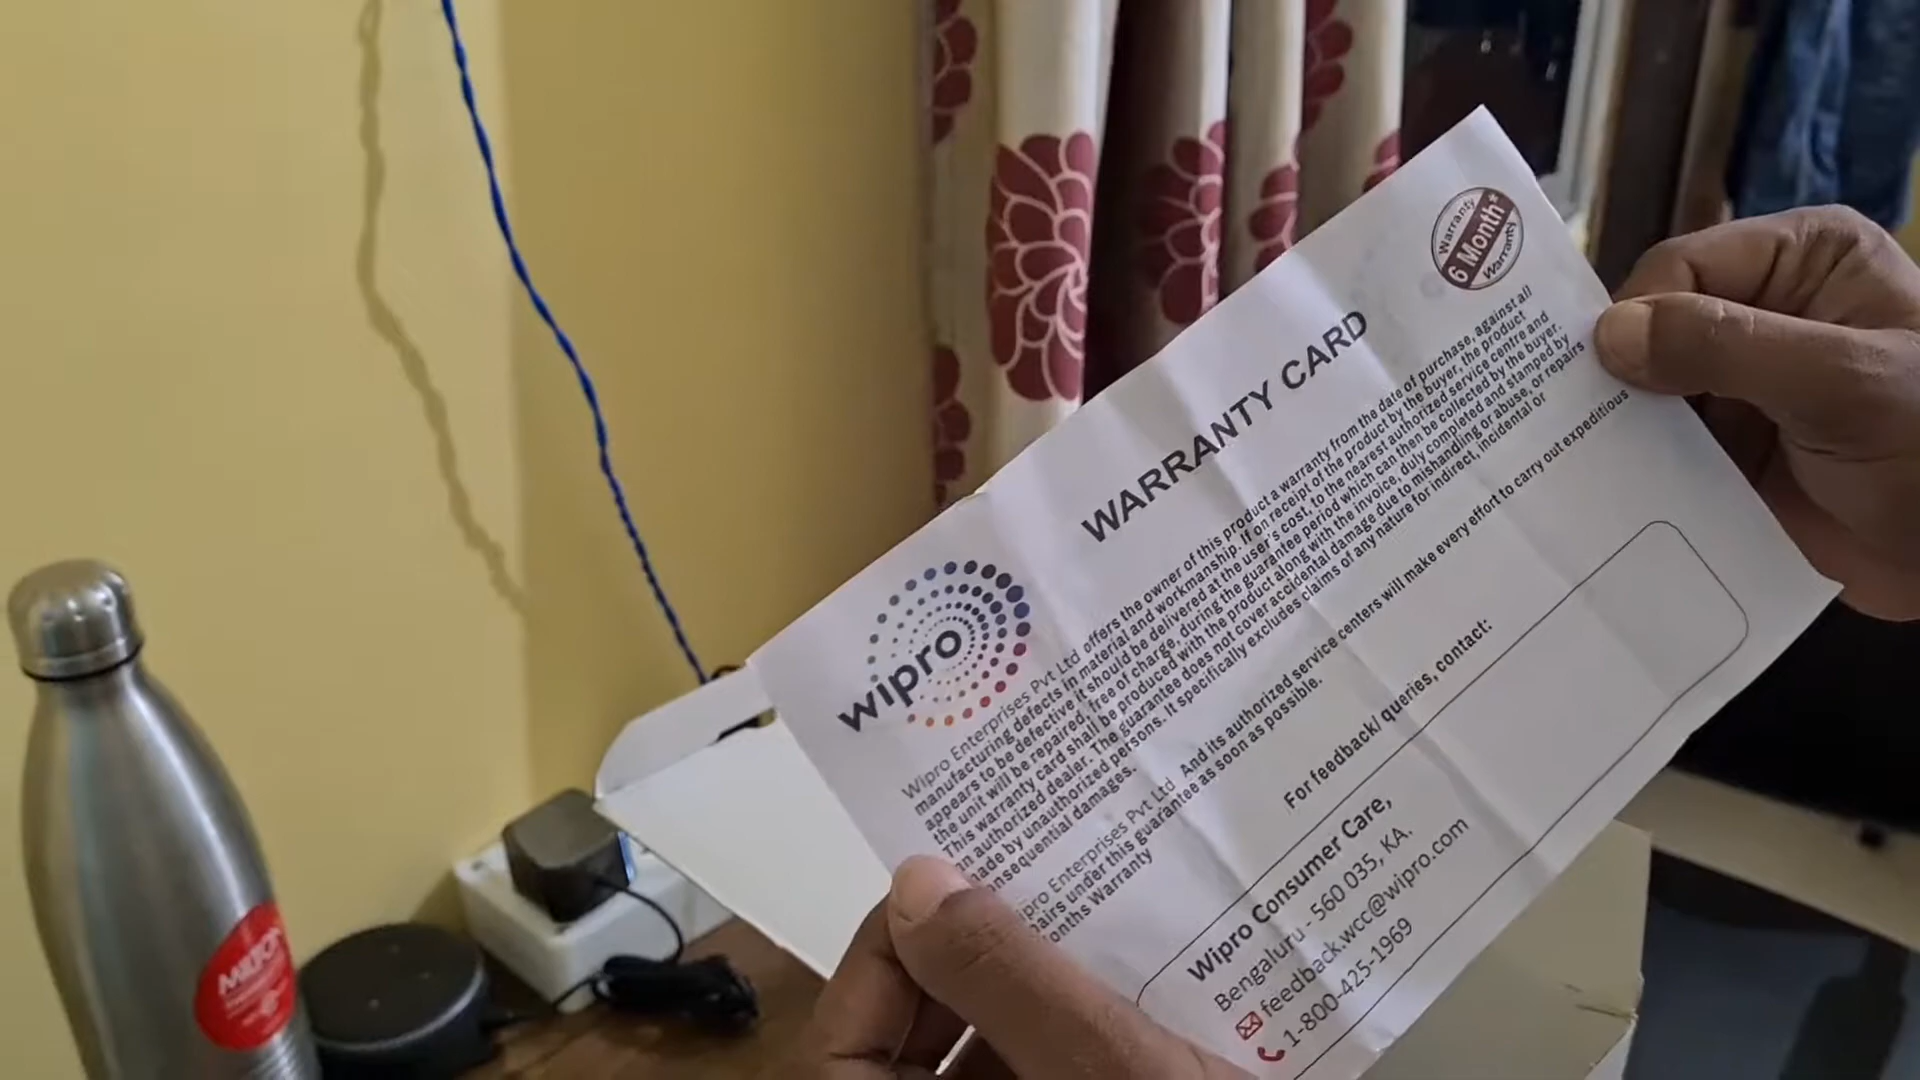 Warranty
6 Month*
Warranty
WARRANTY CARD
wipro
Wipro Enterprises Pvt Ltd offers the owner of this product a warranty from the date of purchase, against all
manufacturing defects in material and workmanship. If on receipt of the product by the buyer, the product
appears to be defective it should be delivered at the user's cost, to the nearest authorized service centre and
the unit will be repaired, free of charge, during the guarantee period which can then be collected by the buyer.
This warranty card shall be produced with the product along with the invoice, duly completed and stamped by
an authorized dealer. The guarantee does not cover accidental damage due to mishandling or abuse, or repairs
made by unauthorized persons. It specifically excludes claims of any nature for indirect, incidental or
consequential damages.
Wipro Enterprises Pvt Ltd And its authorized service centers will make every effort to carry out expeditious
pairs under this guarantee as soon as possible.
onths Warranty
For feedback/ queries, contact:
Wipro Consumer Care,
Bengaluru - 560 035, KA.
feedback.wcc@wipro.com
1-800-425-1969
MILTON